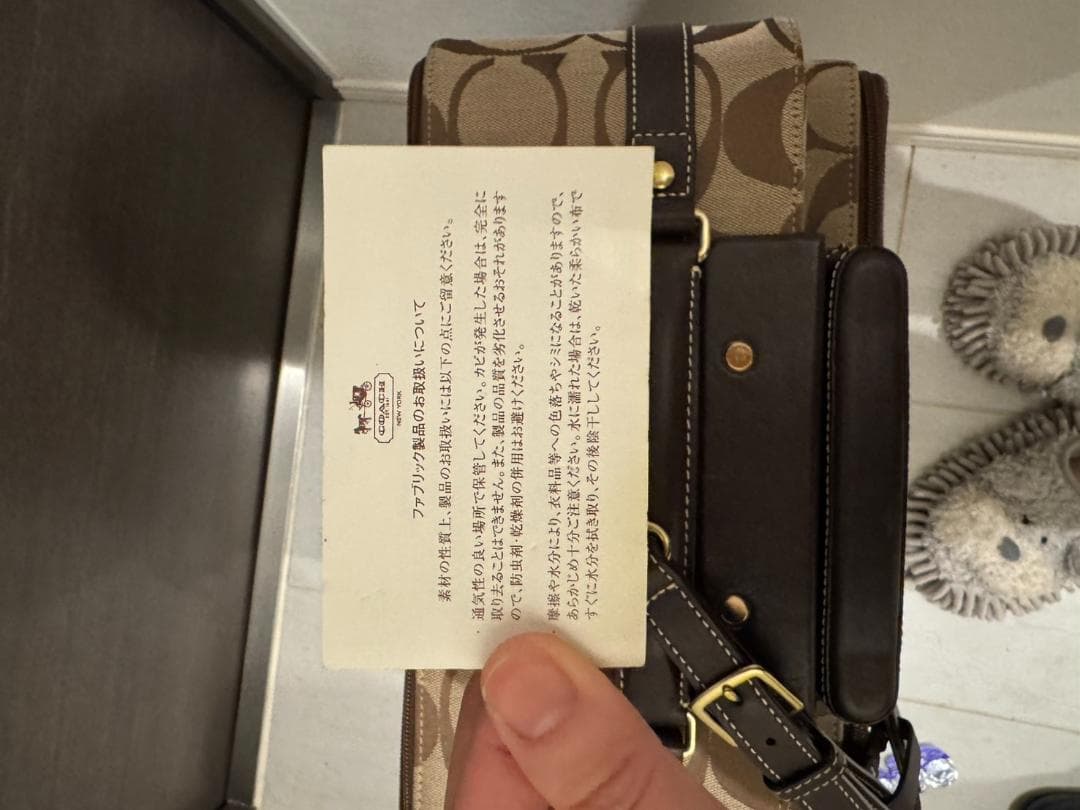 COACH
EST. 1941
NEW YORK
ファブリック製品のお取扱いについて
素材の性質上、製品のお取扱いには以下の点にご留意ください。
・通気性の良い場所で保管してください。カビが発生した場合は、完全に
取り去ることはできません。また、製品の品質を劣化させるおそれがあります
ので、防虫剤・乾燥剤の併用はお避けください。
・摩擦や水分により、衣料品等への色落ちやシミになることがありますので、
あらかじめ十分ご注意ください。水に濡れた場合は、乾いた柔らかい布で
すぐに水分を拭き取り、その後陰干ししてください。